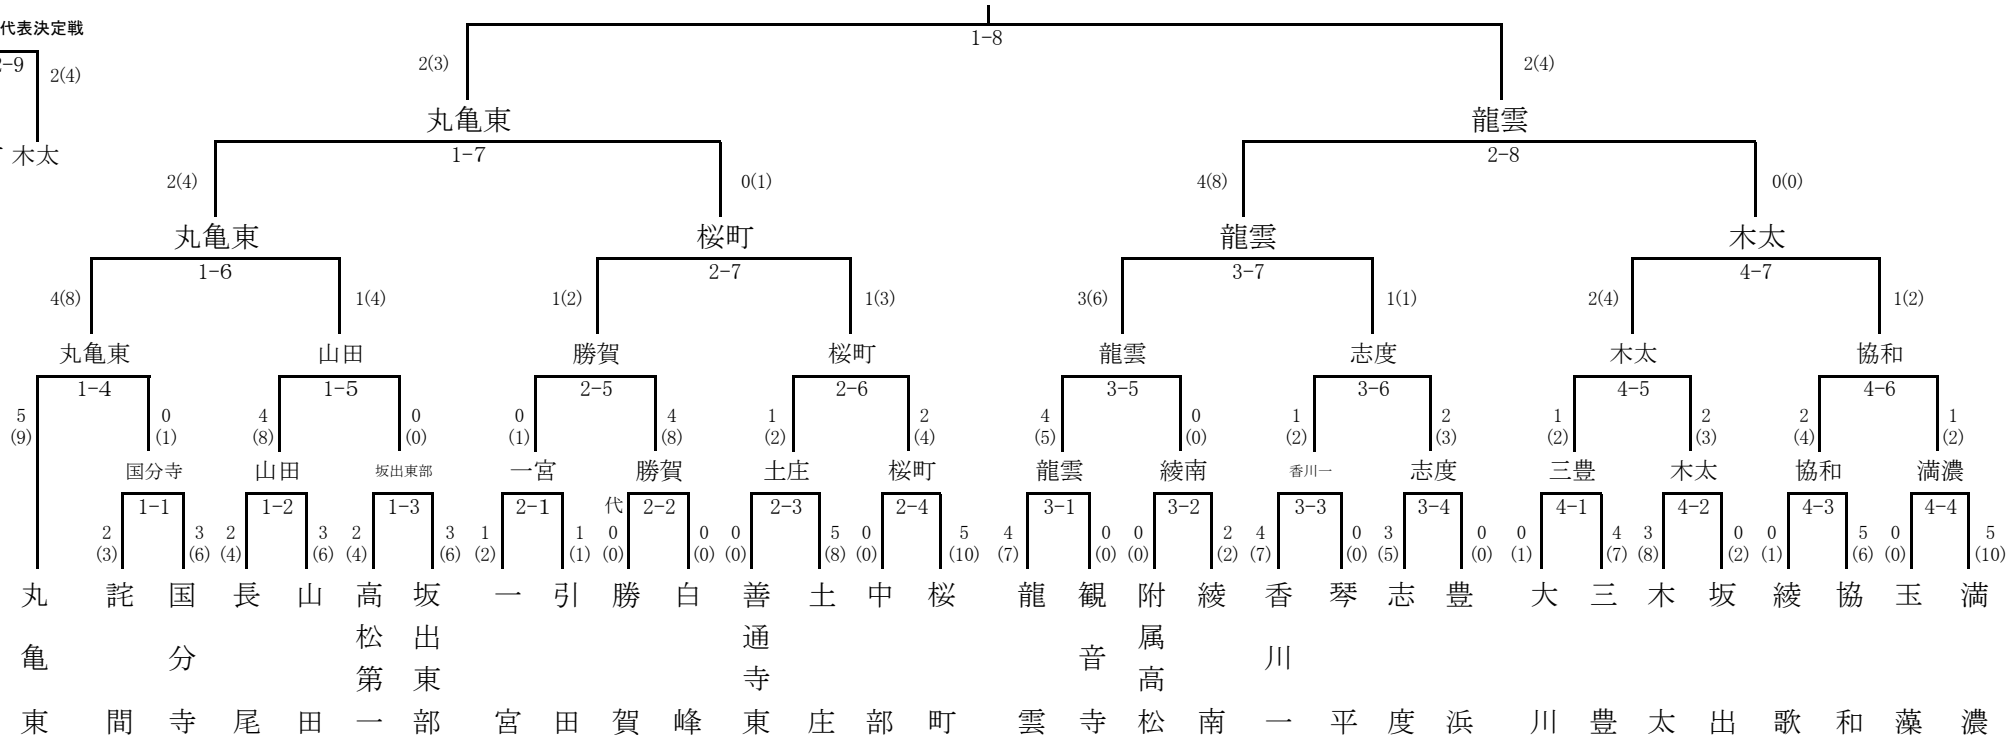 代表決定戦
1-8
2-9
2(4)
2(3)
2(4)
丸亀東
龍雲
木太
1-7
2-8
2(4)
0(1)
4(8)
0(0)
丸亀東
桜町
龍雲
木太
1-6
2-7
3-7
4-7
4(8)
1(4)
1(2)
1(3)
3(6)
1(1)
2(4)
1(2)
丸亀東
山田
勝賀
桜町
龍雲
志度
木太
協和
1-4
1-5
2-5
2-6
3-5
3-6
4-5
4-6
5 0 4 0 0 4 1 2 4 0 1 2 1 2 2 1
(9) (1) (8) (0) (1) (8) (2) (4) (5) (0) (2) (3) (2) (3) (4) (2)
国分寺
山田
坂出東部
一宮
勝賀
土庄
桜町
龍雲
綾南
香川一
志度
三豊
木太
協和
満濃
1-1
1-2
1-3
2-1
代
2-2
2-3
2-4
3-1
3-2
3-3
3-4
4-1
4-2
4-3
4-4
2 3 2 3 2 3 1 1 0 0 0 5 0 5 4 0 0 2 4 0 3 0 0 4 3 0 0 5 0 5
(3) (6) (4) (6) (4) (6) (2) (1) (0) (0) (0) (8) (0) (10) (7) (0) (0) (2) (7) (0) (5) (0) (1) (7) (8) (2) (1) (6) (0) (10)
丸亀東
詫間
国分寺
長尾
山田
高松第一
坂出東部
一宮
引田
勝賀
白峰
善通寺東
土庄
中部
桜町
龍雲
観音寺
附属高松
綾南
香川一
琴平
志度
豊浜
大川
三豊
木太
坂出
綾歌
協和
玉藻
満濃